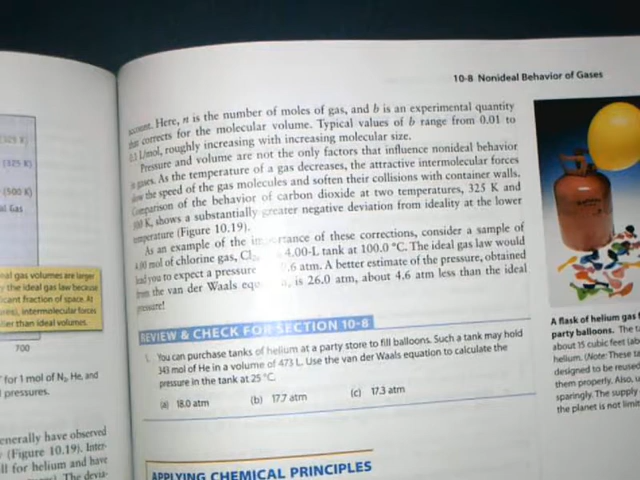 (325 K)
(500 K)
al Gas
nal gas volumes are larger
y the ideal gas law because
icant fraction of space. At
ures), intermolecular forces
ller than ideal volumes.
700
for 1 mol of N₂, He, and
pressures.
enerally have observed
(Figure 10.19). Inter-
ll for helium and have
The devia-
10-8 Nonideal Behavior of Gases
account. Here, n is the number of moles of gas, and b is an experimental quantity
that corrects for the molecular volume. Typical values of b range from 0.01 to
0.1 L/mol, roughly increasing with increasing molecular size.
Pressure and volume are not the only factors that influence nonideal behavior
in gases. As the temperature of a gas decreases, the attractive intermolecular forces
slow the speed of the gas molecules and soften their collisions with container walls.
Comparison of the behavior of carbon dioxide at two temperatures, 325 K and
500 K, shows a substantially greater negative deviation from ideality at the lower
temperature (Figure 10.19).
As an example of the importance of these corrections, consider a sample of
4.00 mol of chlorine gas, Cl₂, 4.00-L tank at 100.0 °C. The ideal gas law would
lead you to expect a pressure .6 atm. A better estimate of the pressure, obtained
from the van der Waals equ is 26.0 atm, about 4.6 atm less than the ideal
pressure!
REVIEW & CHECK FOR SECTION 10-8
1. You can purchase tanks of helium at a party store to fill balloons. Such a tank may hold
343 mol of He in a volume of 473 L. Use the van der Waals equation to calculate the
pressure in the tank at 25 °C.
(a) 18.0 atm (b) 17.7 atm (c) 17.3 atm
APPLYING CHEMICAL PRINCIPLES
A flask of helium gas f
party balloons. The t
about 15 cubic feet (ab
helium. (Note: These ta
designed to be reused
them properly. Also, u
sparingly. The supply
the planet is not limit